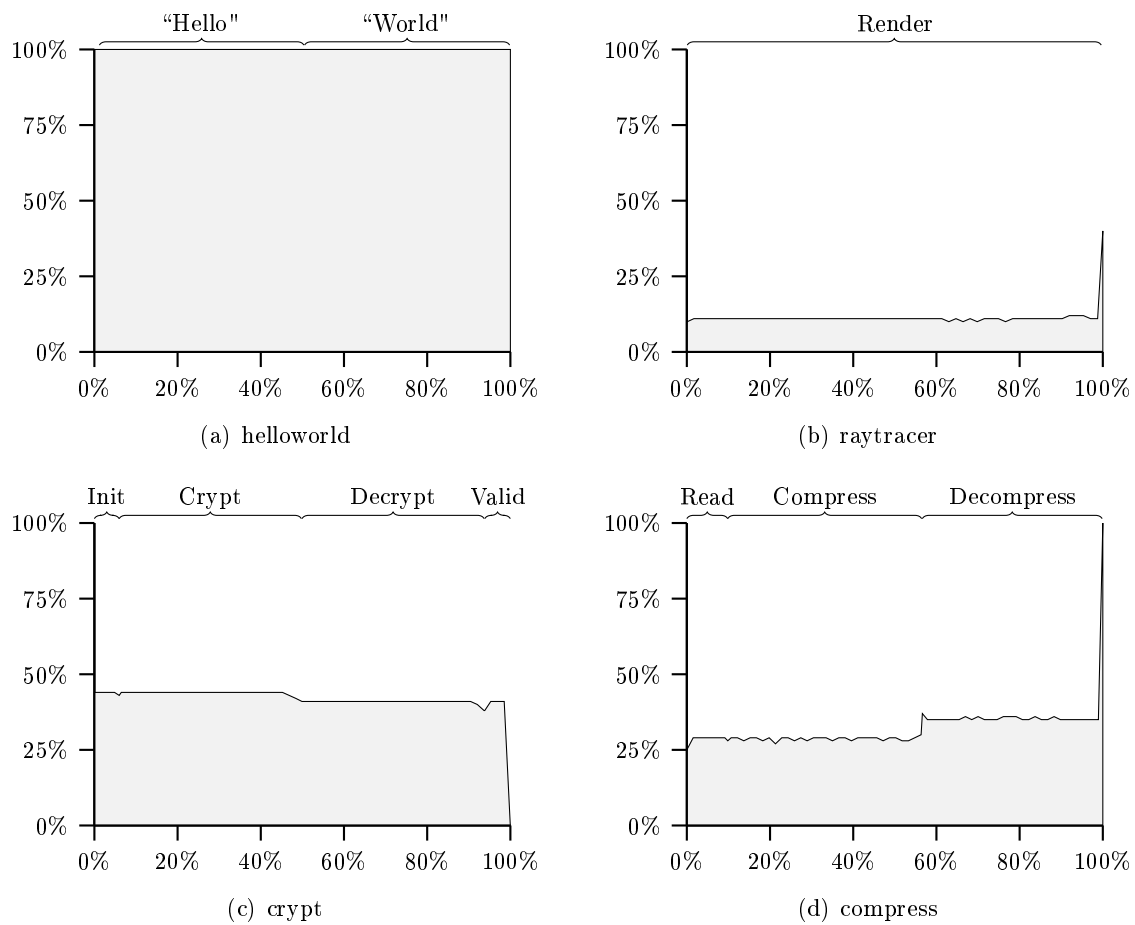 “Hello" “World"
100%
75%
50%
25%
0%
0% 20% 40% 60% 80% 100%
(a) helloworld
Render
100%
75%
50%
25%
0%
0% 20% 40% 60% 80% 100%
(b) raytracer
Init Crypt Decrypt Valid
100%
75%
50%
25%
0%
0% 20% 40% 60% 80% 100%
(c) crypt
Read Compress Decompress
100%
75%
50%
25%
0%
0% 20% 40% 60% 80% 100%
(d) compress